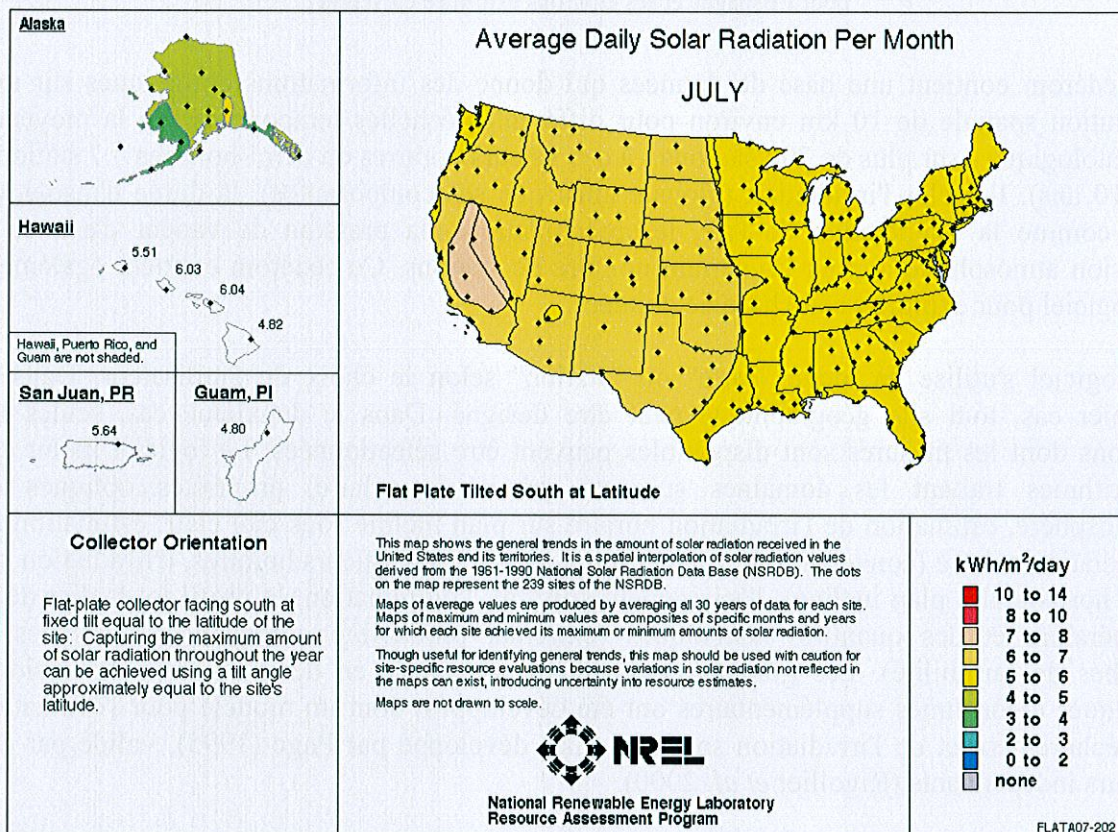 Alaska
Average Daily Solar Radiation Per Month
JULY
Hawaii
5.51
6.03
6.04
4.82
Hawaii, Puerto Rico, and
Guam are not shaded.
San Juan, PR
5.64
Guam, PI
4.80
Flat Plate Tilted South at Latitude
Collector Orientation
Flat-plate collector facing south at
fixed tilt equal to the latitude of the
site: Capturing the maximum amount
of solar radiation throughout the year
can be achieved using a tilt angle
approximately equal to the site's
latitude.
This map shows the general trends in the amount of solar radiation received in the
United States and its territories. It is a spatial interpolation of solar radiation values
derived from the 1961-1990 National Solar Radiation Data Base (NSRDB). The dots
on the map represent the 239 sites of the NSRDB.
Maps of average values are produced by averaging all 30 years of data for each site.
Maps of maximum and minimum values are composites of specific months and years
for which each site achieved its maximum or minimum amounts of solar radiation.
Though useful for identifying general trends, this map should be used with caution for
site-specific resource evaluations because variations in solar radiation not reflected in
the maps can exist, introducing uncertainty into resource estimates.
Maps are not drawn to scale.
NREL
National Renewable Energy Laboratory
Resource Assessment Program
kWh/m²/day
10 to 14
8 to 10
7 to 8
6 to 7
5 to 6
4 to 5
3 to 4
2 to 3
0 to 2
none
FLATA07-202